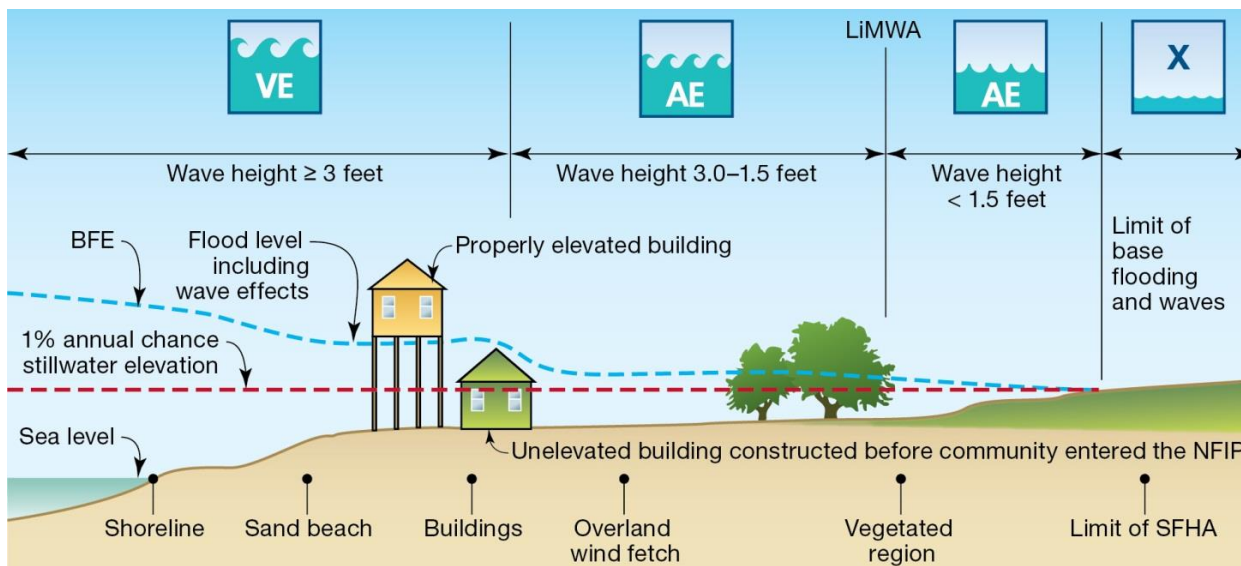 VE
AE
LiMWA
AE
X
Wave height ≥ 3 feet
Wave height 3.0–1.5 feet
Wave height
< 1.5 feet
Limit of
base
flooding
and waves
BFE
Flood level
including
wave effects
Properly elevated building
1% annual chance
stillwater elevation
Sea level
Unelevated building constructed before community entered the NFIP
Shoreline
Sand beach
Buildings
Overland
wind fetch
Vegetated
region
Limit of SFHA